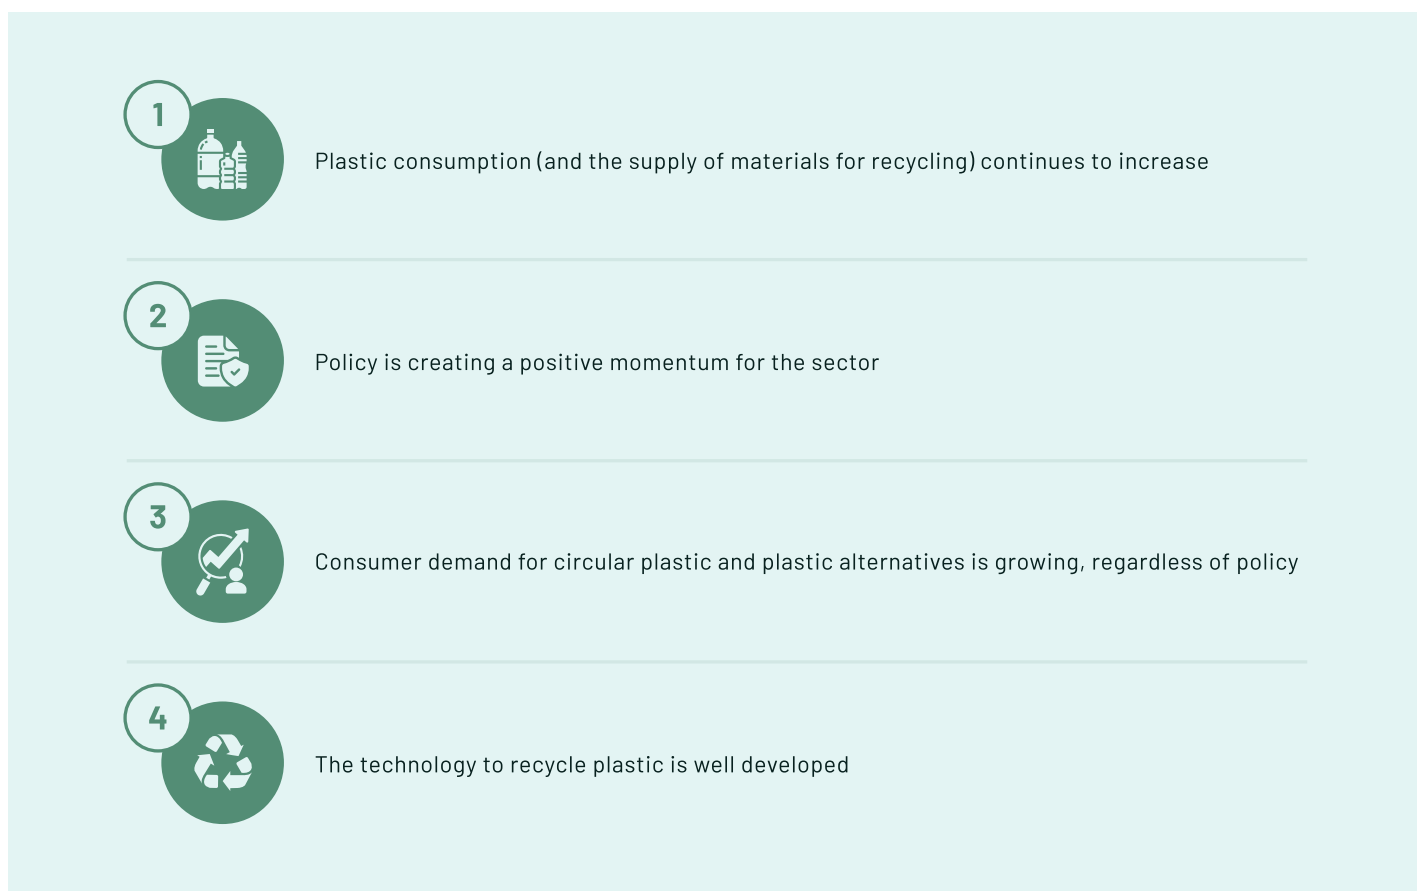 1
Plastic consumption (and the supply of materials for recycling) continues to increase
2
Policy is creating a positive momentum for the sector
3
Consumer demand for circular plastic and plastic alternatives is growing, regardless of policy
4
The technology to recycle plastic is well developed